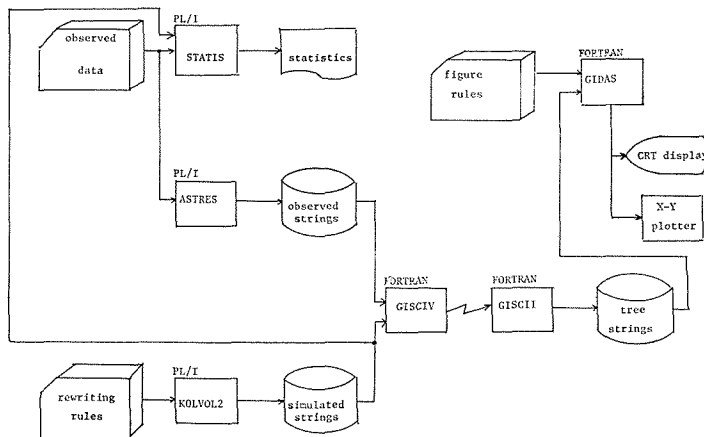 PL/I
observed
data
STATIS
statistics
FORTRAN
figure
rules
GIDAS
CRT display
X-Y
plotter
PL/I
ASTRES
observed
strings
FORTRAN
GISCIV
FORTRAN
GISCII
tree
strings
PL/I
rewriting
rules
KOLVOL2
simulated
strings